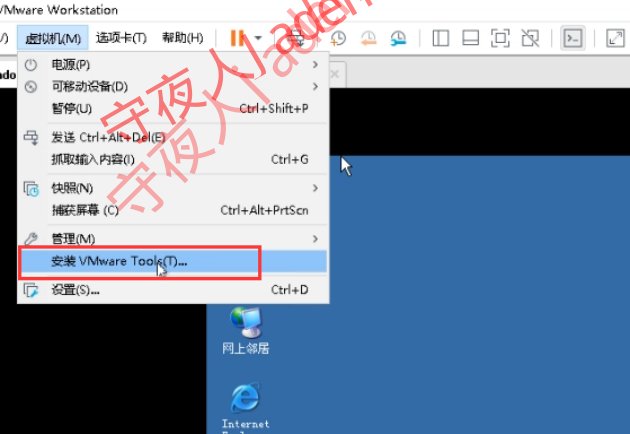 VMware Workstation
虚拟机(M) 选项卡(T) 帮助(H)
电源(P)
可移动设备(D)
暂停(U) Ctrl+Shift+P
发送 Ctrl+Alt+Del(E)
抓取输入内容(I) Ctrl+G
快照(N)
捕获屏幕 (C) Ctrl+Alt+PrtScn
管理(M)
安装 VMware Tools(T)...
设置(S)... Ctrl+D
网上邻居
Internet
守夜人
守夜人